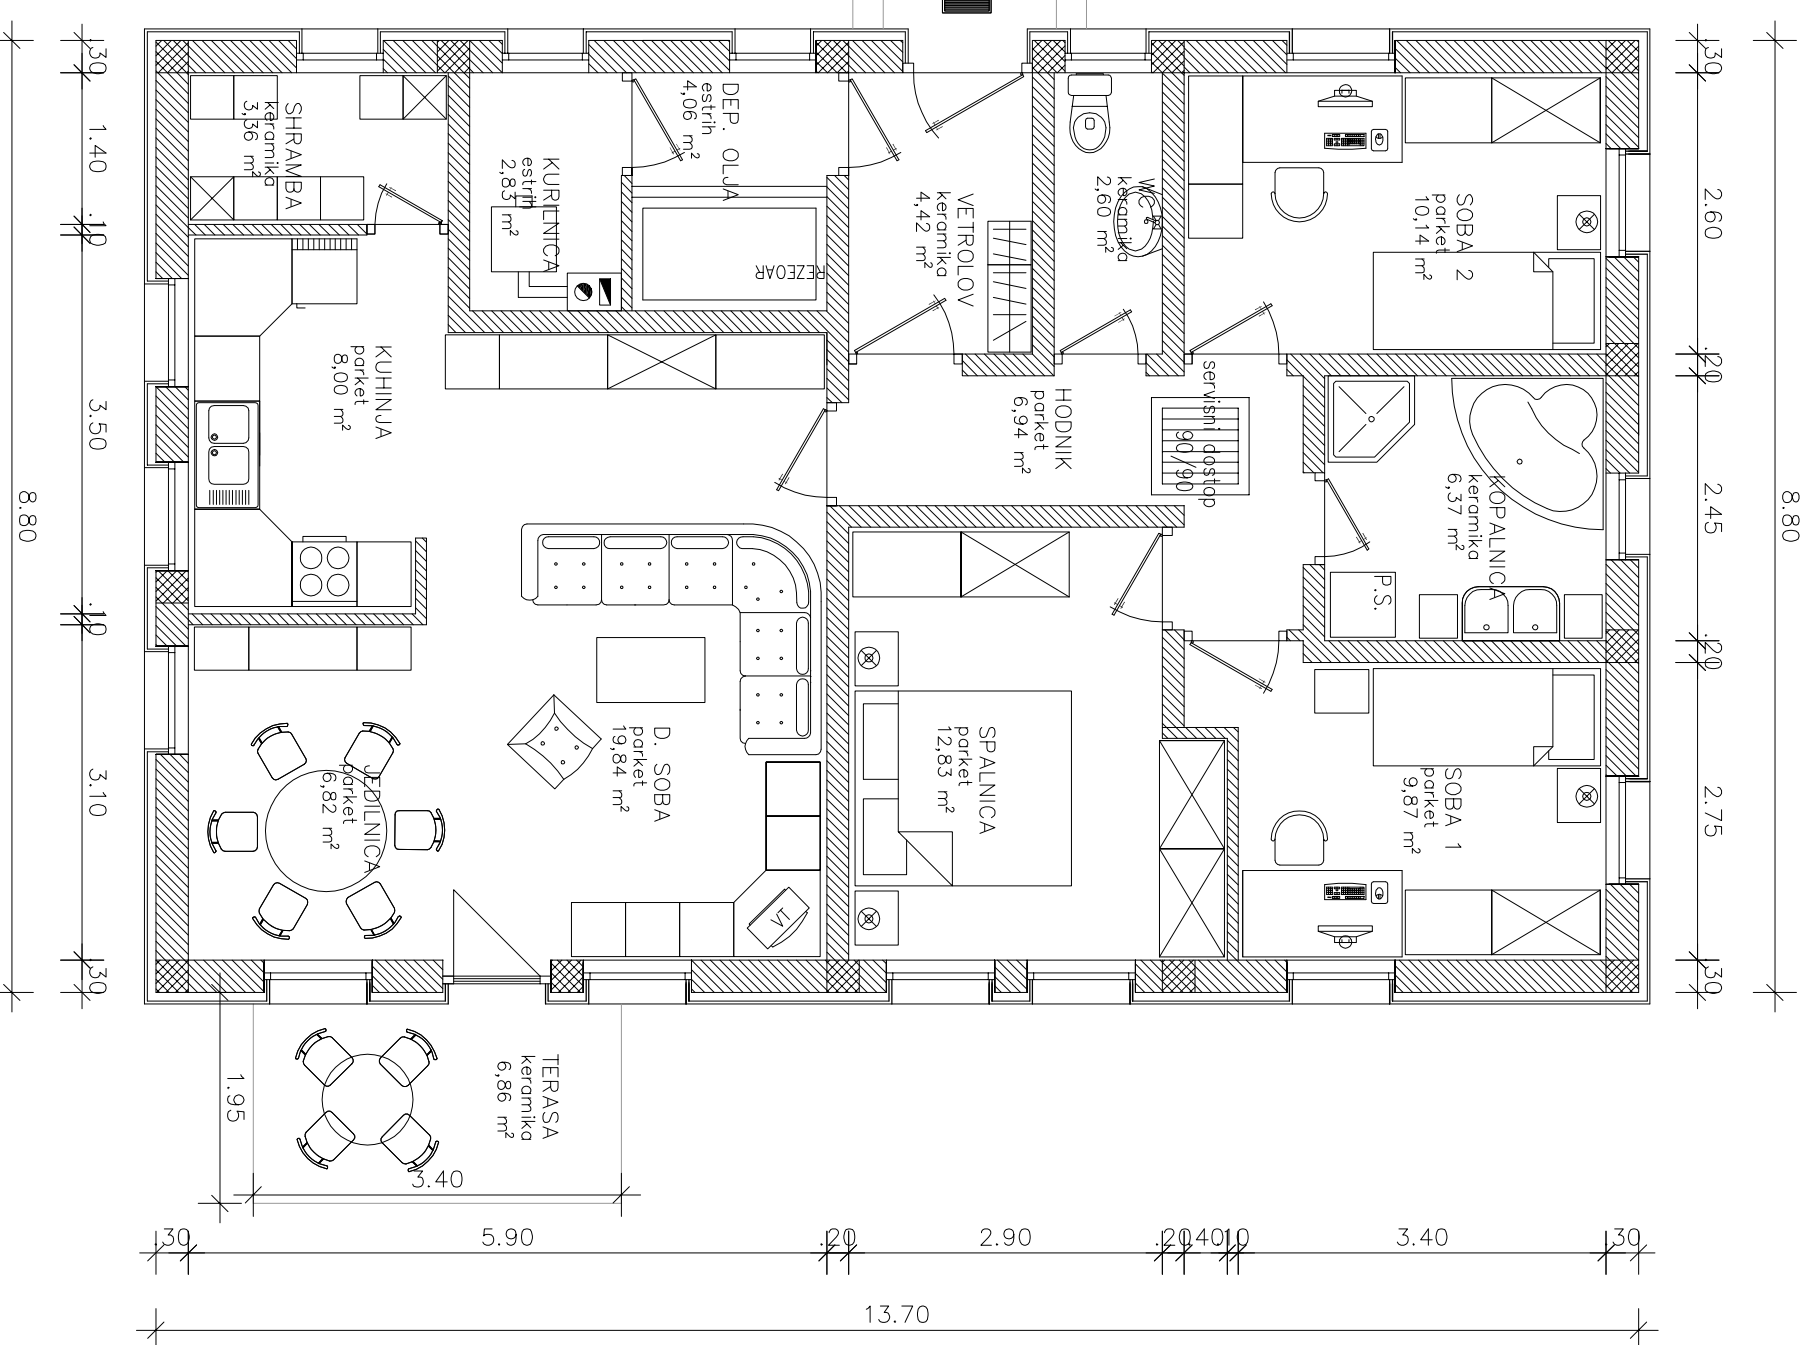 SHRAMBA
keramika
3,36 m²
KURILNICA
estrih
2,83 m²
DEP. OLJA
estrih
4,06 m²
REZEOAR
VETROLOV
keramika
4,42 m²
WC
keramika
2,60 m²
SOBA 2
parket
10,14 m²
KUHINJA
parket
8,00 m²
HODNIK
parket
6,94 m²
servisni dostop
90/90
KOPALNICA
keramika
6,37 m²
P.S.
JEDILNICA
parket
6,82 m²
D. SOBA
parket
19,84 m²
VT
SPALNICA
parket
12,83 m²
SOBA 1
parket
9,87 m²
TERASA
keramika
6,86 m²
.30
1.40
.10
3.50
.10
3.10
.30
8.80
.30
2.60
.20
2.45
.20
2.75
.30
8.80
1.95
3.40
.30
5.90
.20
2.90
.20
.40
.10
3.40
.30
13.70